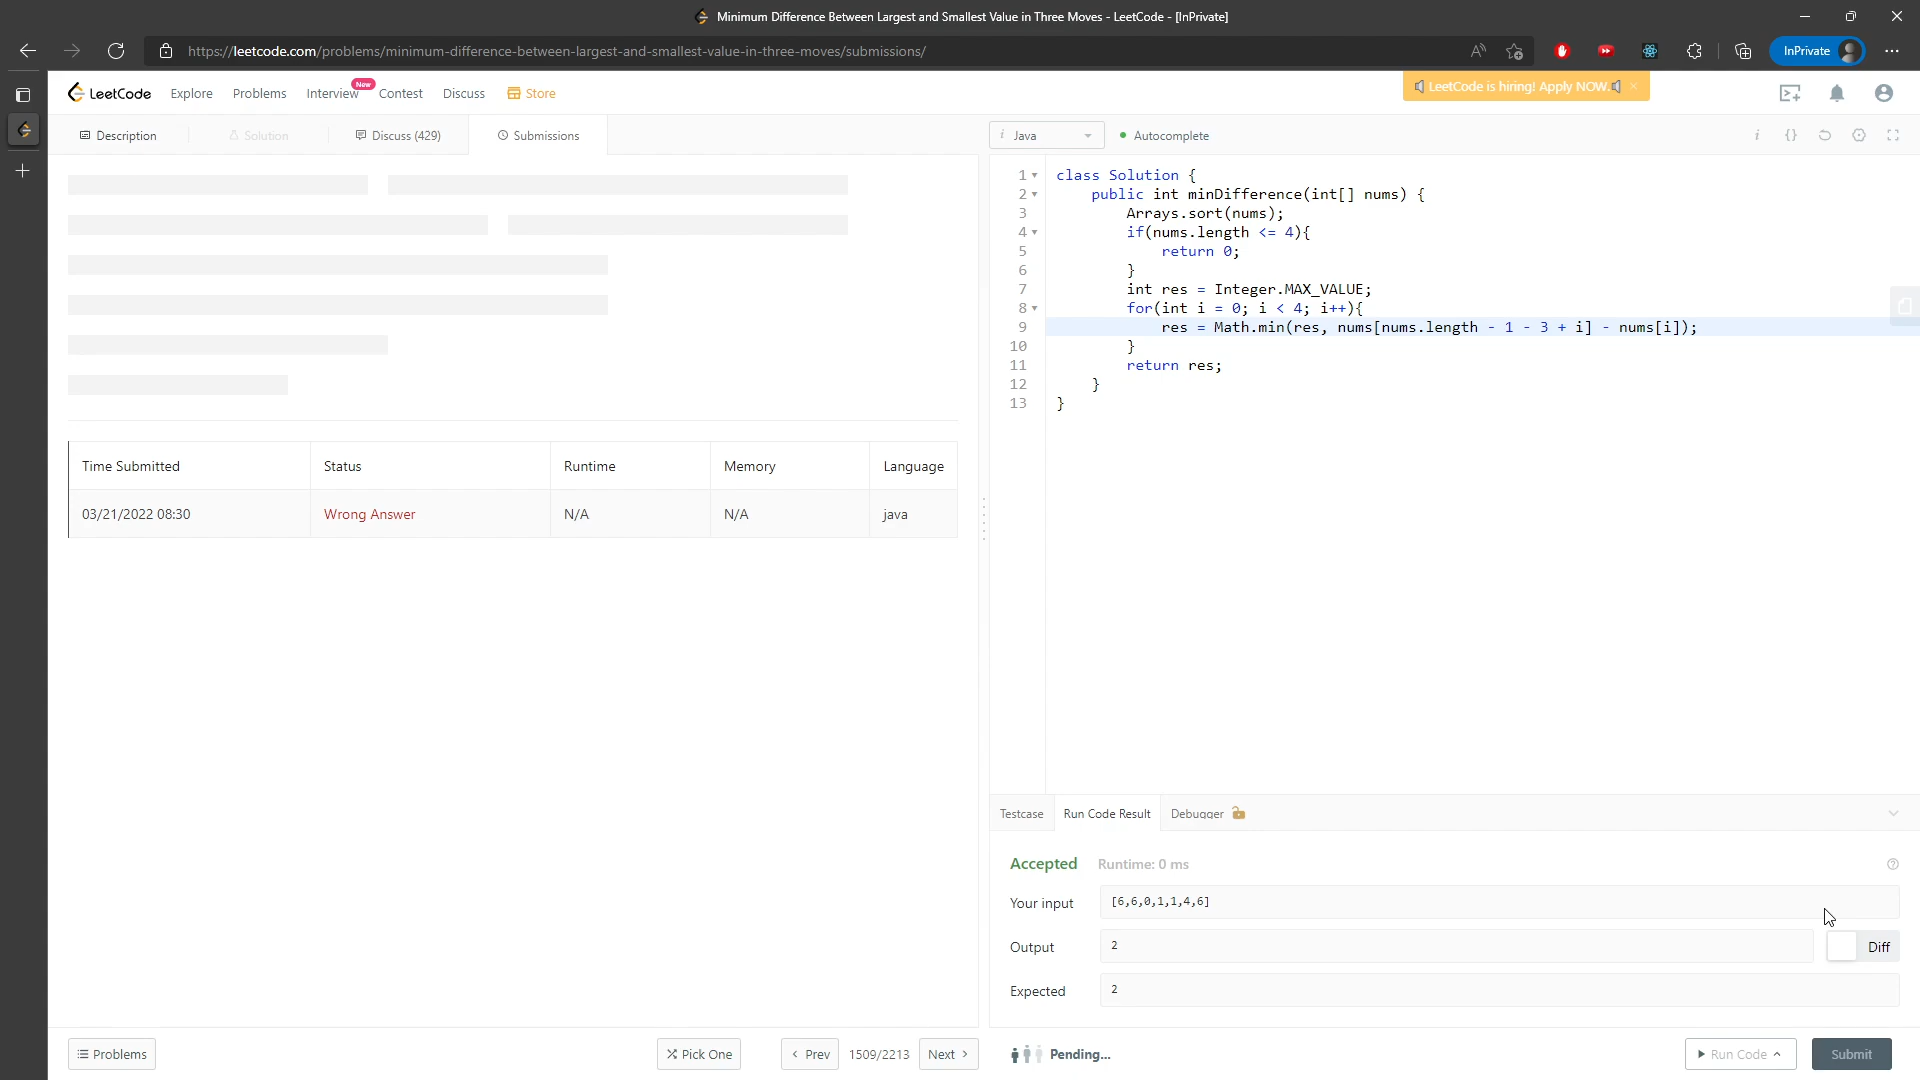 Minimum Difference Between Largest and Smallest Value in Three Moves - LeetCode - [InPrivate]
https://leetcode.com/problems/minimum-difference-between-largest-and-smallest-value-in-three-moves/submissions/
InPrivate
LeetCode Explore Problems Interview New Contest Discuss Store
LeetCode is hiring! Apply NOW.
Description Solution Discuss (429) Submissions
Time Submitted Status Runtime Memory Language
03/21/2022 08:30 Wrong Answer N/A N/A java
Problems Pick One Prev 1509/2213 Next
i Java Autocomplete
1 class Solution {
2 public int minDifference(int[] nums) {
3 Arrays.sort(nums);
4 if(nums.length <= 4){
5 return 0;
6 }
7 int res = Integer.MAX_VALUE;
8 for(int i = 0; i < 4; i++){
9 res = Math.min(res, nums[nums.length - 1 - 3 + i] - nums[i]);
10 }
11 return res;
12 }
13 }
Testcase Run Code Result Debugger
Accepted Runtime: 0 ms
Your input [6,6,0,1,1,4,6]
Output 2 Diff
Expected 2
Pending... Run Code Submit